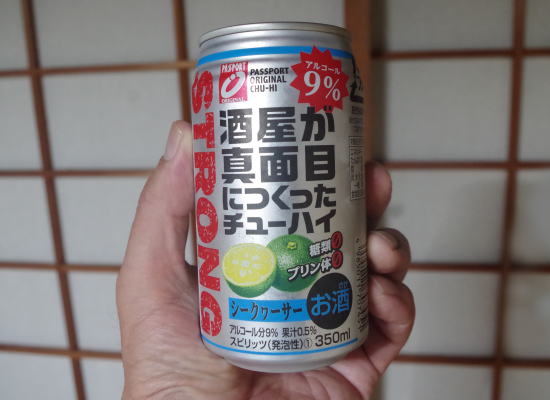 PASSPORT
ORIGINAL
PASSPORT
ORIGINAL
CHU-HI
アルコール
9%
STRONG
酒屋が
真面目
につくった
チューハイ
糖類0
プリン体0
シークヮーサー
お酒
アルコール分9% 果汁0.5%
スピリッツ(発泡性)① 350ml